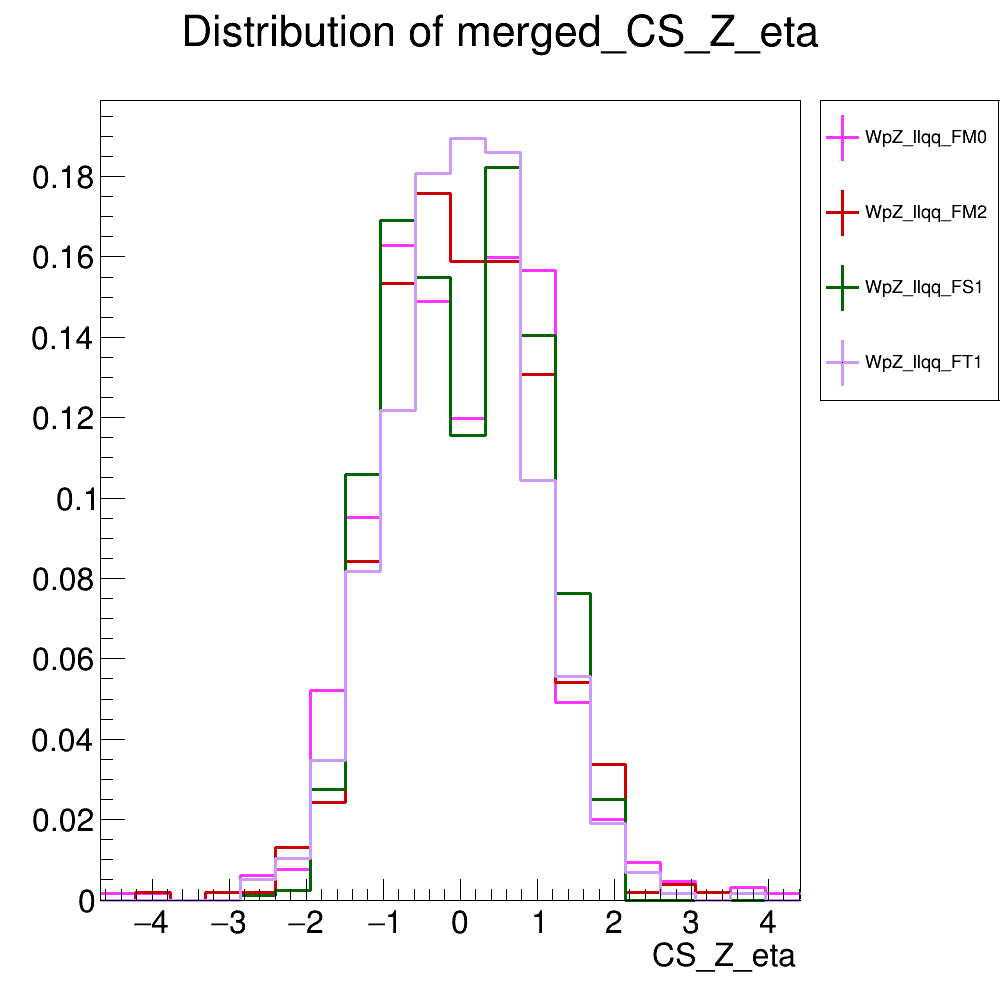 Distribution of merged_CS_Z_eta
WpZ_llqq_FM0
WpZ_llqq_FM2
WpZ_llqq_FS1
WpZ_llqq_FT1
0.18
0.16
0.14
0.12
0.1
0.08
0.06
0.04
0.02
0
−4 −3 −2 −1 0 1 2 3 4
CS_Z_eta